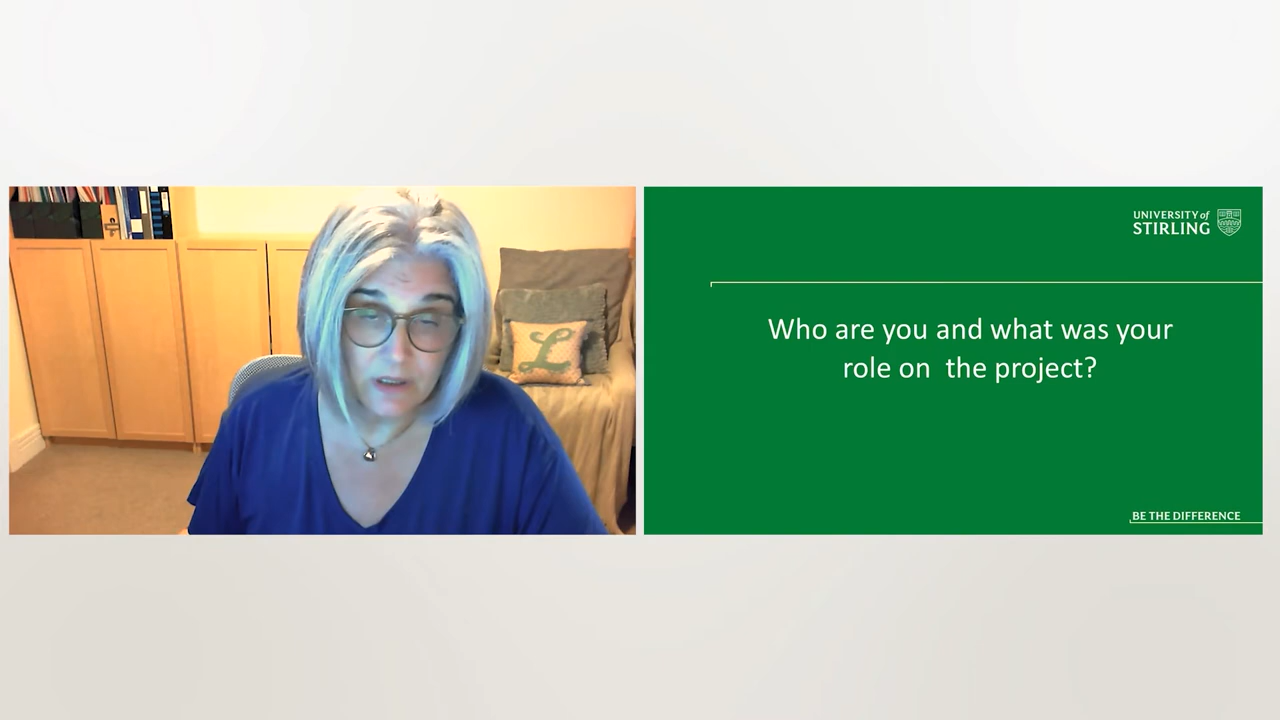 L
UNIVERSITY of
STIRLING
Who are you and what was your
role on  the project?
BE THE DIFFERENCE